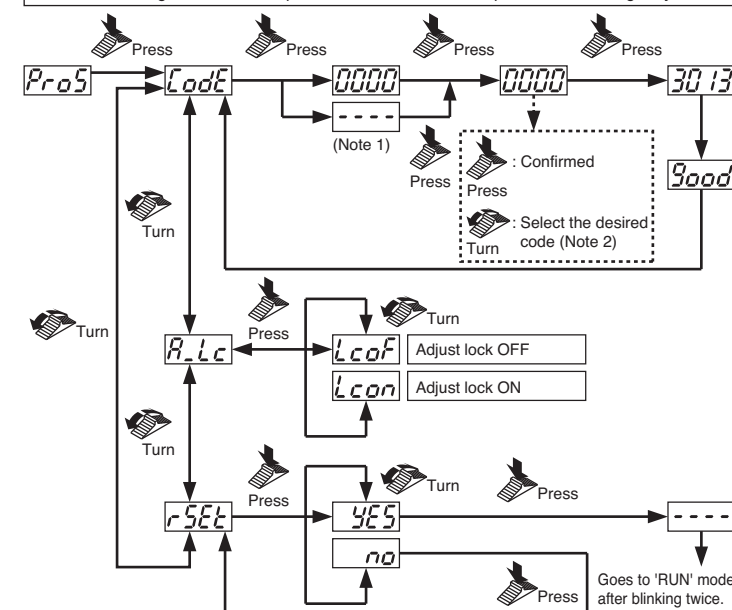 Press Press Press Press
Pro5 CodE 0000 0000 3013
----
(Note 1)
Press
Press
: Confirmed
Turn
: Select the desired
code (Note 2)
9ood
Turn
Turn
A_Lc
Press
Turn
LcoF Adjust lock OFF
Lcon Adjust lock ON
Turn
rSEt
Press
Turn
YES
Press
----
no
Press
Goes to 'RUN' mode
after blinking twice.